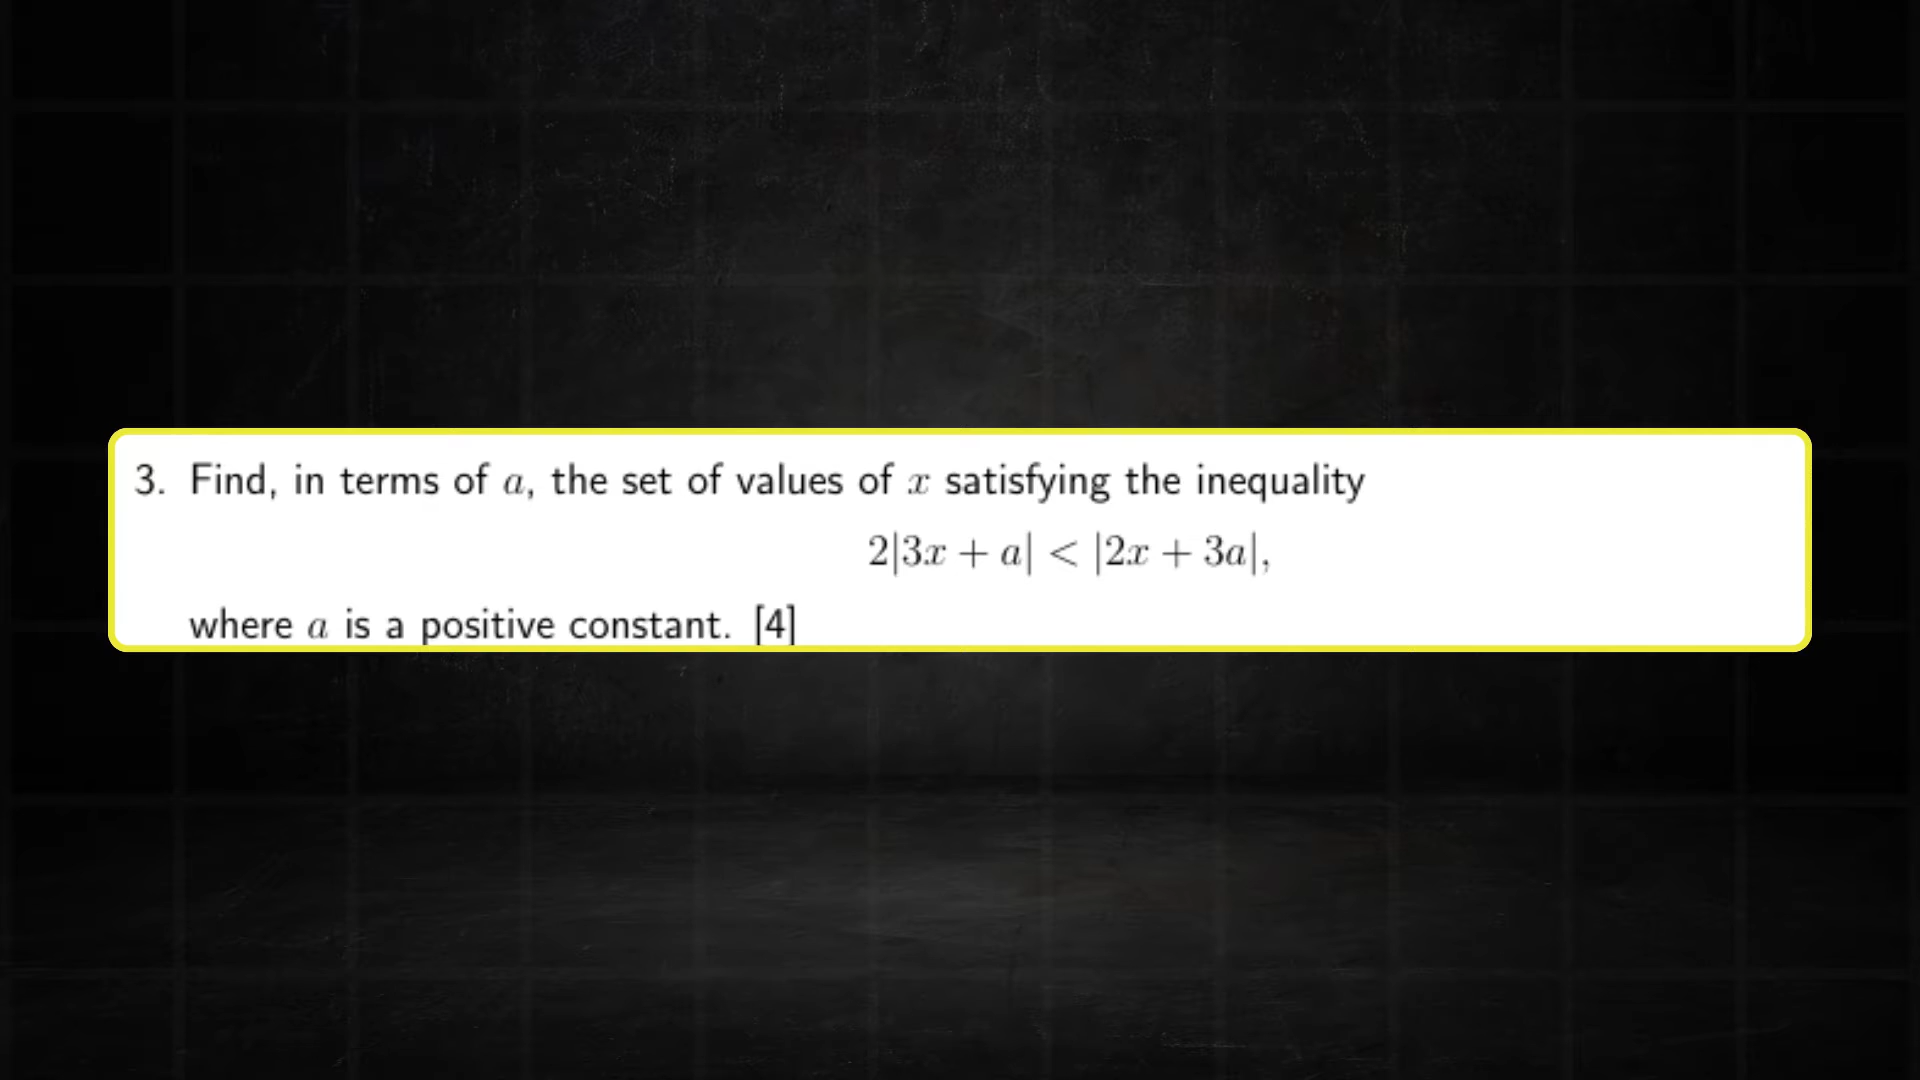 3. Find, in terms of a, the set of values of x satisfying the inequality
2|3x + a| < |2x + 3a|,
where a is a positive constant. [4]